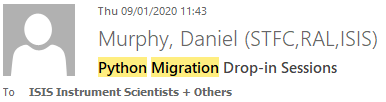 Thu 09/01/2020 11:43
Murphy, Daniel (STFC,RAL,ISIS)
Python Migration Drop-in Sessions
To ISIS Instrument Scientists + Others